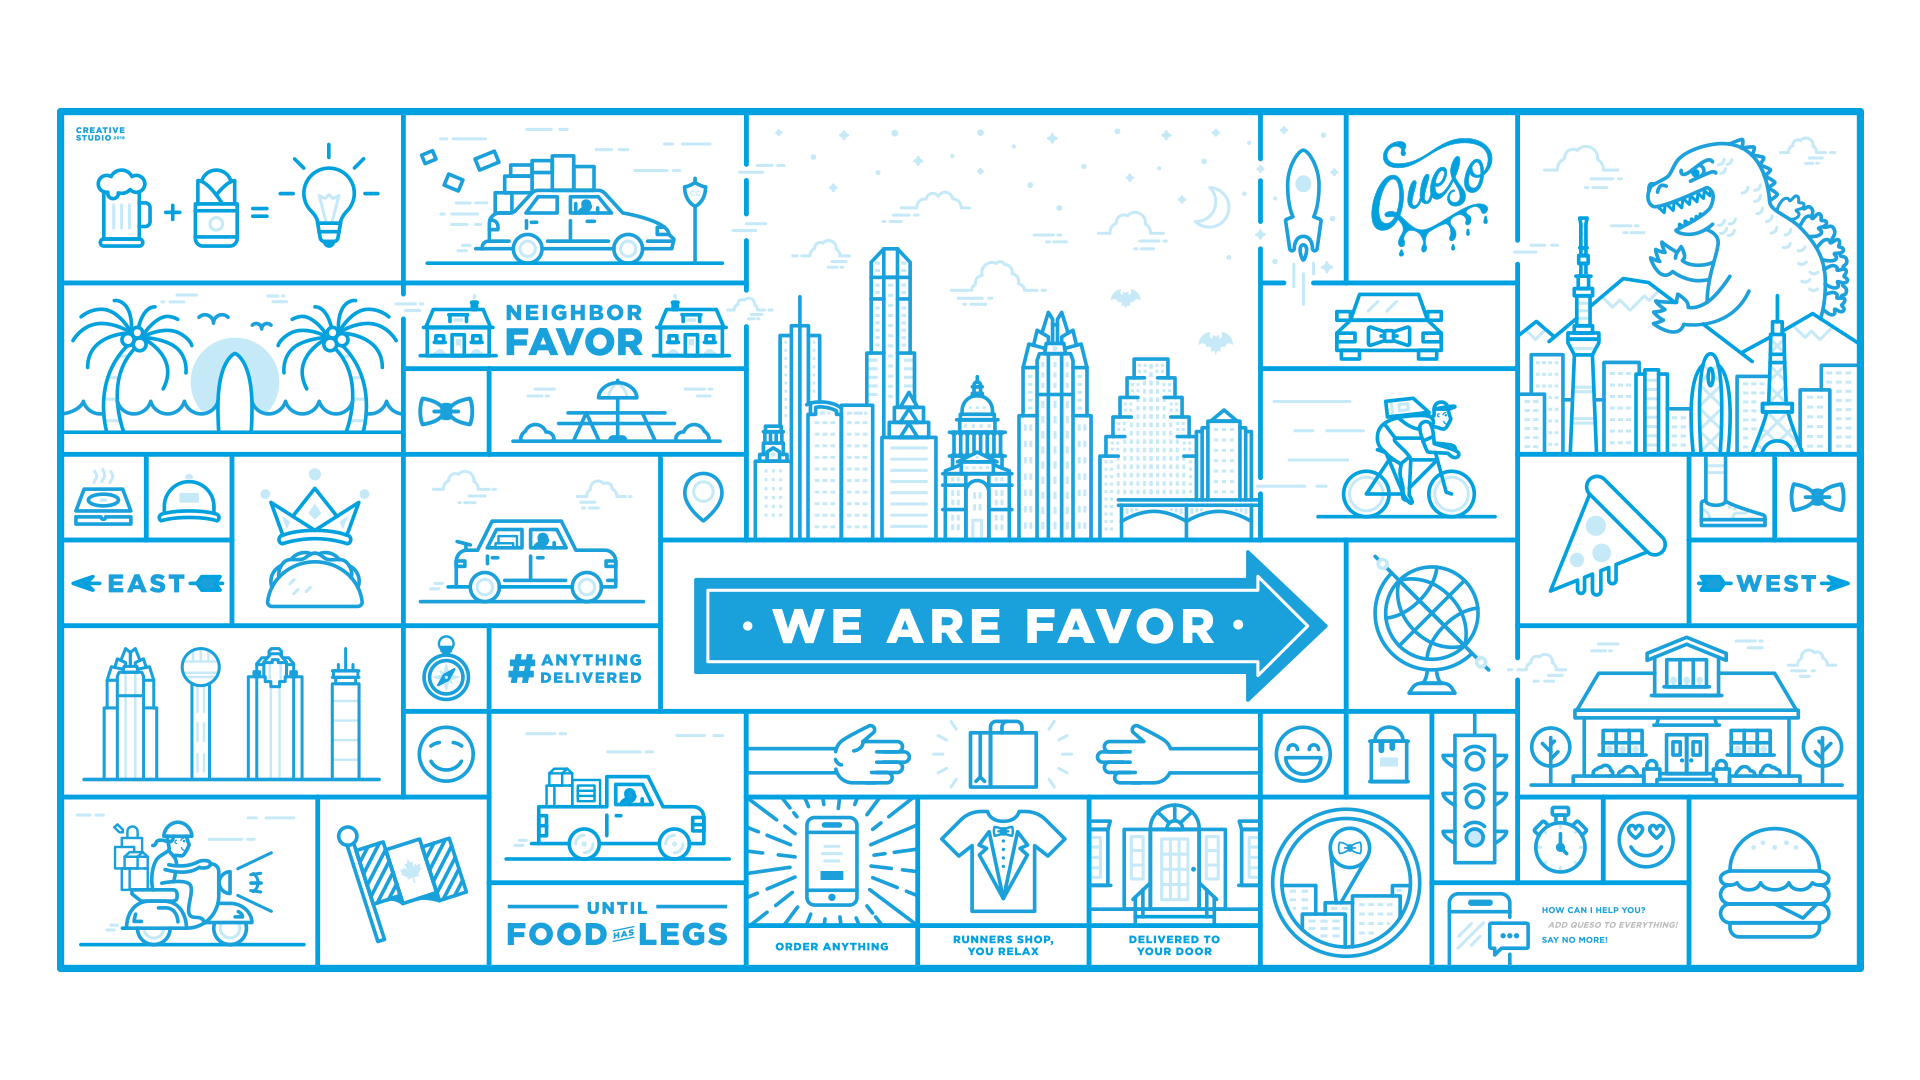 CREATIVE
STUDIO 2016
Queso
NEIGHBOR
FAVOR
EAST
WE ARE FAVOR
WEST
# ANYTHING
DELIVERED
UNTIL
FOOD HAS LEGS
ORDER ANYTHING
RUNNERS SHOP,
YOU RELAX
DELIVERED TO
YOUR DOOR
HOW CAN I HELP YOU?
ADD QUESO TO EVERYTHING!
SAY NO MORE!